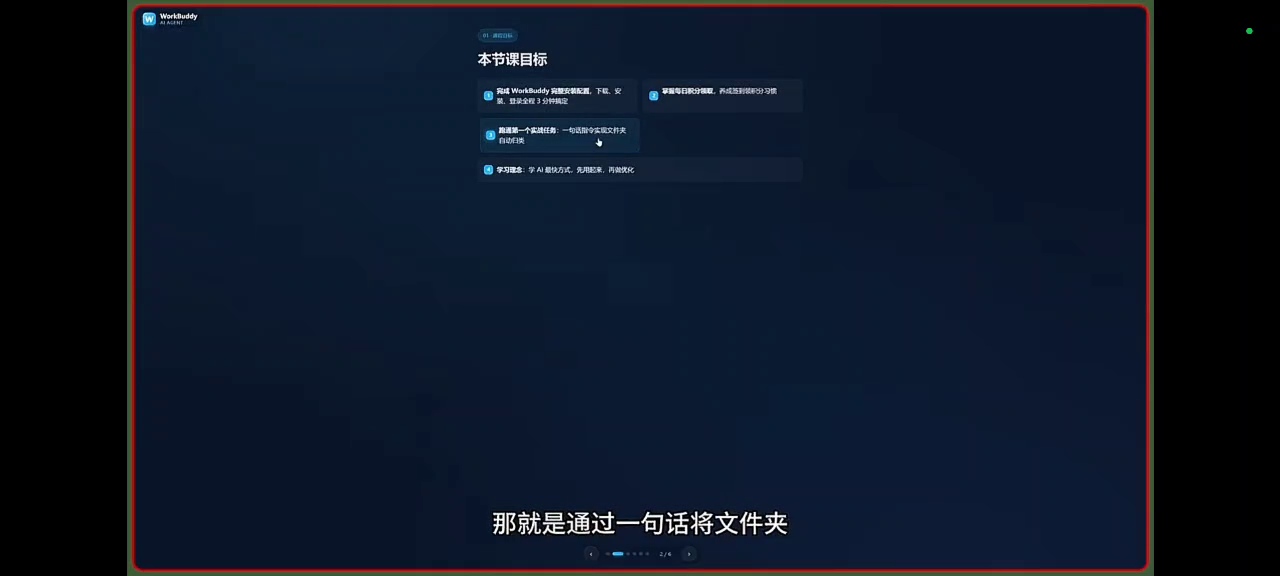 WorkBuddy
AI AGENT
01 课程目标
本节课目标
1 完成 WorkBuddy 完整安装配置，下载、安
装、登录全程 3 分钟搞定
2 掌握每日积分领取，养成签到领积分习惯
3 跑通第一个实战任务：一句话指令实现文件夹
自动归类
4 学习理念：学 AI 最快方式，先用起来，再做优化
那就是通过一句话将文件夹
2 / 6